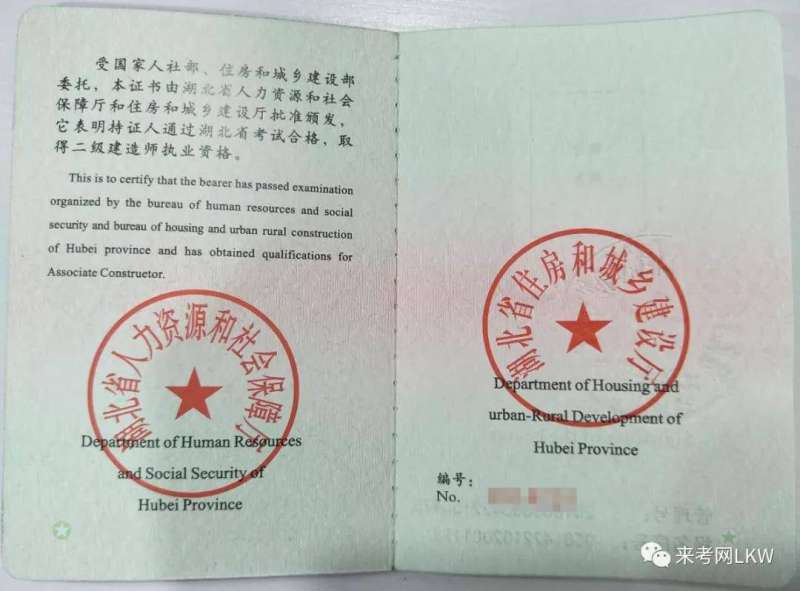 受国家人社部、住房和城乡建设部
委托，本证书由湖北省人力资源和社会
保障厅和住房和城乡建设厅批准颁发，
它表明持证人通过湖北省考试合格，取
得二级建造师执业资格。
This is to certify that the bearer has passed examination
organized by the bureau of human resources and social
security and bureau of housing and urban rural construction
of Hubei province and has obtained qualifications for
Associate Constructor.
湖北省人力资源和社会保障厅
Department of Human Resources
and Social Security of
Hubei Province
湖北省住房和城乡建设厅
Department of Housing and
urban-Rural Development of
Hubei Province
编号：
No.
来考网LKW